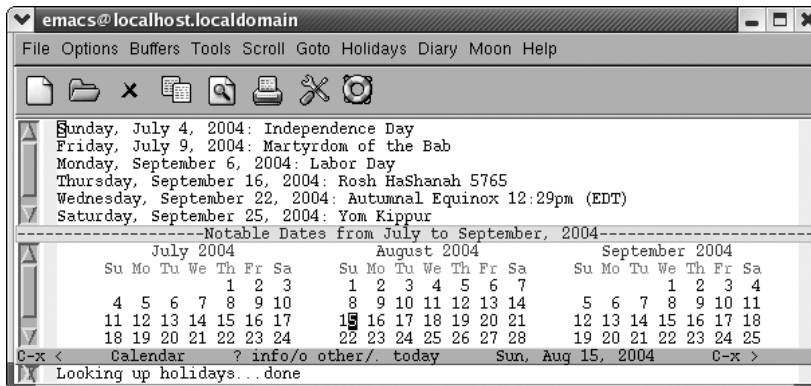 emacs@localhost.localdomain
File Options Buffers Tools Scroll Goto Holidays Diary Moon Help
Sunday, July 4, 2004: Independence Day
Friday, July 9, 2004: Martyrdom of the Bab
Monday, September 6, 2004: Labor Day
Thursday, September 16, 2004: Rosh HaShanah 5765
Wednesday, September 22, 2004: Autumnal Equinox 12:29pm (EDT)
Saturday, September 25, 2004: Yom Kippur
---------------------Notable Dates from July to September, 2004------------------------
July 2004 August 2004 September 2004
Su Mo Tu We Th Fr Sa Su Mo Tu We Th Fr Sa Su Mo Tu We Th Fr Sa
1 2 3 1 2 3 4 5 6 7 1 2 3 4
4 5 6 7 8 9 10 8 9 10 11 12 13 14 5 6 7 8 9 10 11
11 12 13 14 15 16 17 15 16 17 18 19 20 21 12 13 14 15 16 17 18
18 19 20 21 22 23 24 22 23 24 25 26 27 28 19 20 21 22 23 24 25
C-x < Calendar ? info/o other/. today Sun, Aug 15, 2004 C-x >
Looking up holidays...done